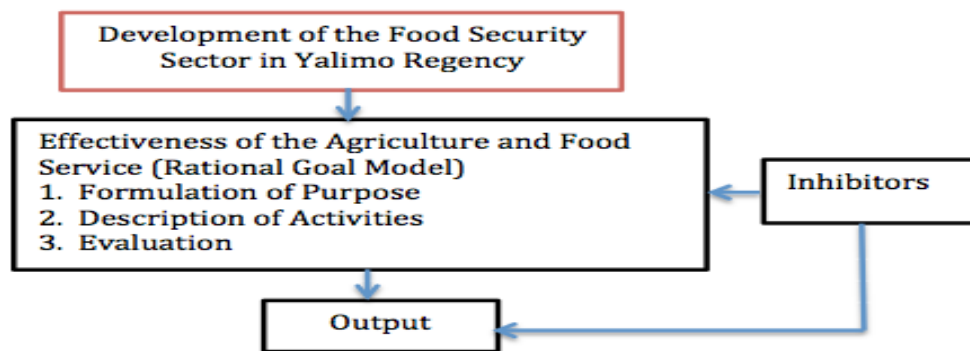 Development of the Food Security
Sector in Yalimo Regency
Effectiveness of the Agriculture and Food
Service (Rational Goal Model)
1. Formulation of Purpose
2. Description of Activities
3. Evaluation
Inhibitors
Output